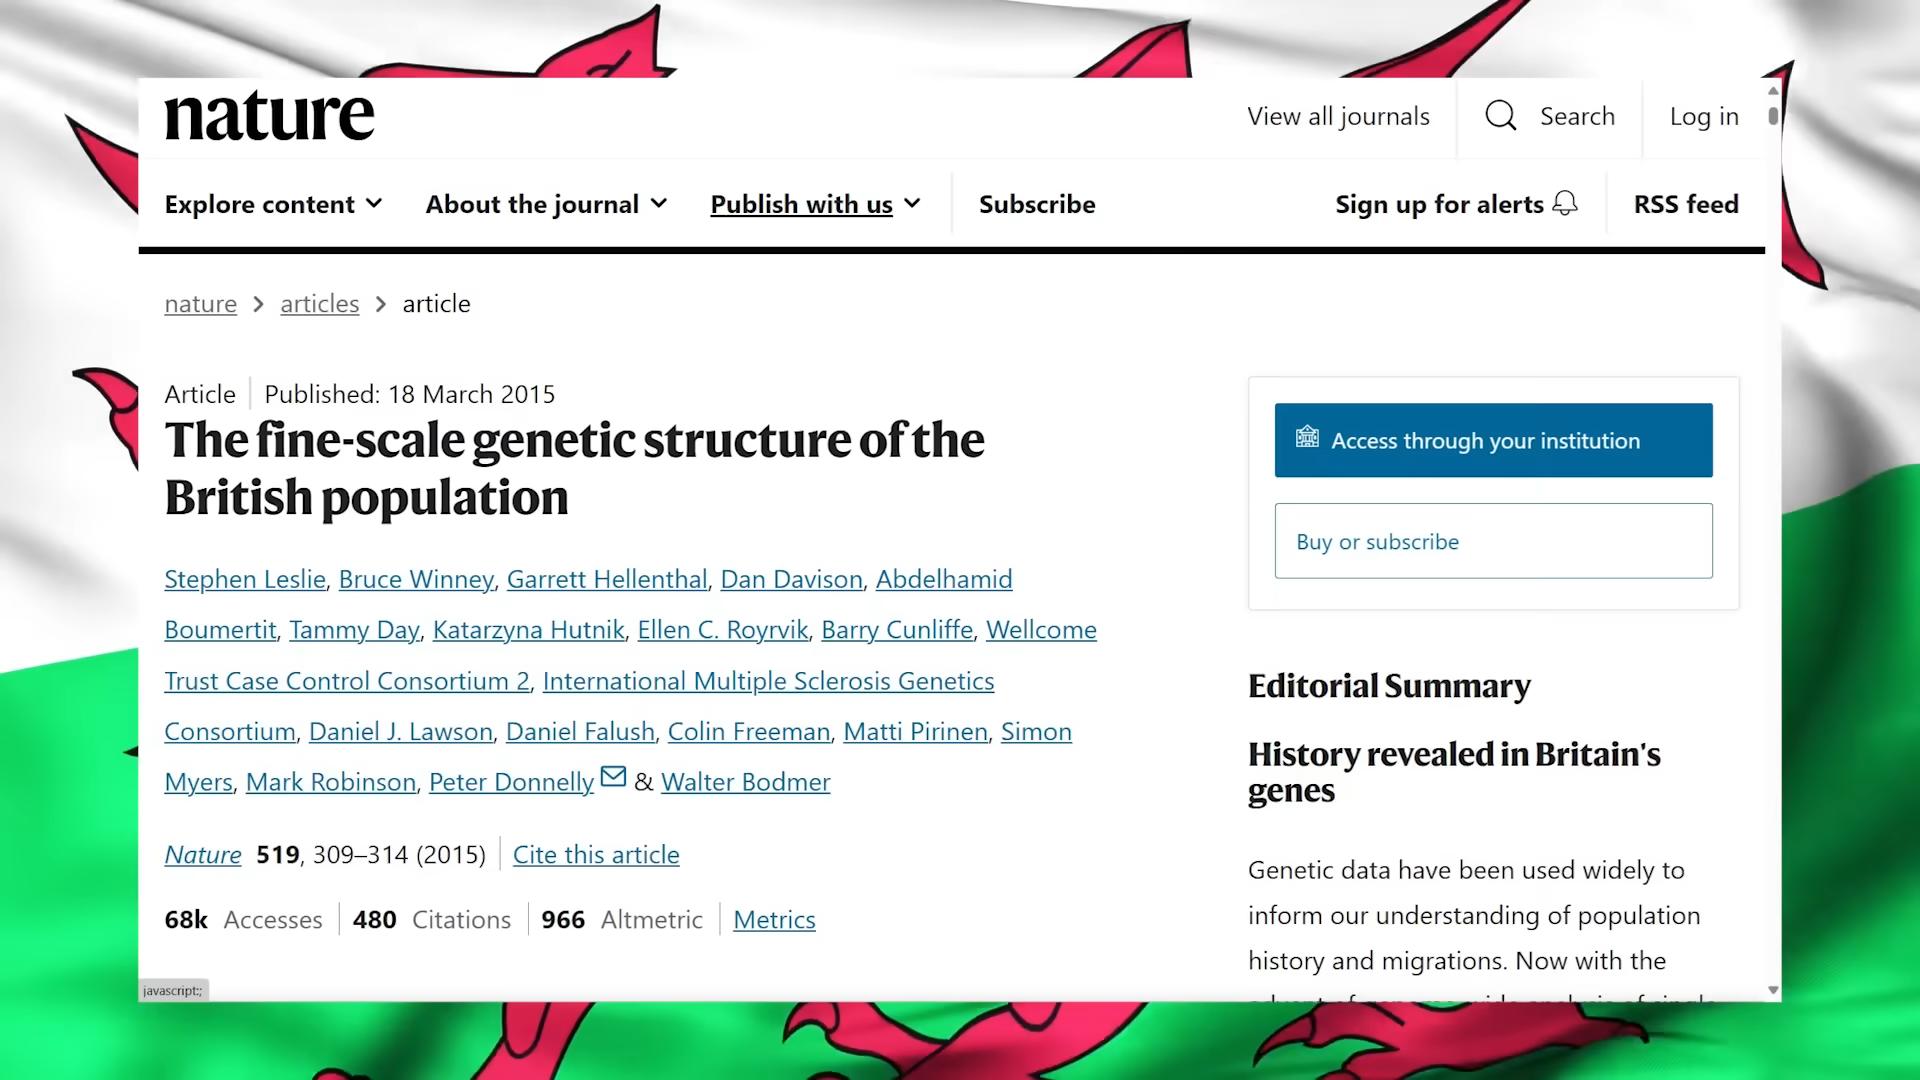 nature
View all journals
Search
Log in
Explore content
About the journal
Publish with us
Subscribe
Sign up for alerts
RSS feed
nature > articles > article
Article
Published: 18 March 2015
The fine-scale genetic structure of the
British population
Stephen Leslie, Bruce Winney, Garrett Hellenthal, Dan Davison, Abdelhamid
Boumertit, Tammy Day, Katarzyna Hutnik, Ellen C. Royrvik, Barry Cunliffe, Wellcome
Trust Case Control Consortium 2, International Multiple Sclerosis Genetics
Consortium, Daniel J. Lawson, Daniel Falush, Colin Freeman, Matti Pirinen, Simon
Myers, Mark Robinson, Peter Donnelly & Walter Bodmer
Nature 519, 309–314 (2015)
Cite this article
68k Accesses
480 Citations
966 Altmetric
Metrics
Access through your institution
Buy or subscribe
Editorial Summary
History revealed in Britain's
genes
Genetic data have been used widely to
inform our understanding of population
history and migrations. Now with the
javascript:;